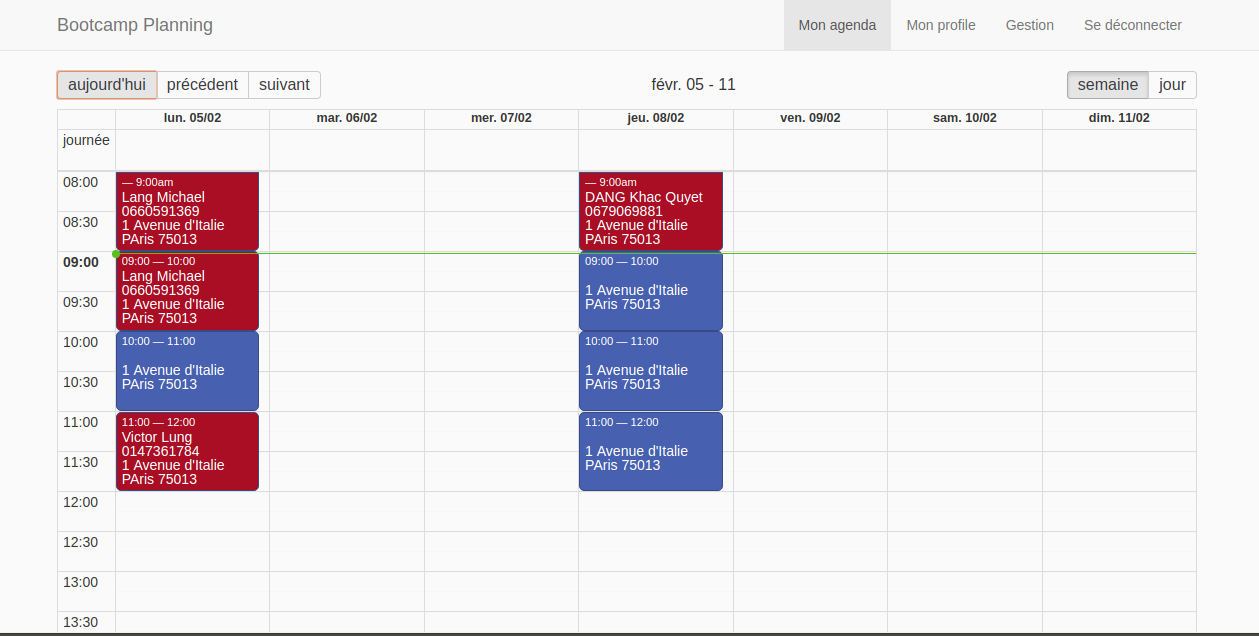 Bootcamp Planning
Mon agenda
Mon profile
Gestion
Se déconnecter
aujourd'hui
précédent
suivant
févr. 05 - 11
semaine
jour
lun. 05/02
mar. 06/02
mer. 07/02
jeu. 08/02
ven. 09/02
sam. 10/02
dim. 11/02
journée
08:00
— 9:00am
Lang Michael
0660591369
1 Avenue d'Italie
PAris 75013
— 9:00am
DANG Khac Quyet
0679069881
1 Avenue d'Italie
PAris 75013
08:30
09:00
09:00 — 10:00
Lang Michael
0660591369
1 Avenue d'Italie
PAris 75013
09:00 — 10:00
1 Avenue d'Italie
PAris 75013
09:30
10:00
10:00 — 11:00
1 Avenue d'Italie
PAris 75013
10:00 — 11:00
1 Avenue d'Italie
PAris 75013
10:30
11:00
11:00 — 12:00
Victor Lung
0147361784
1 Avenue d'Italie
PAris 75013
11:00 — 12:00
1 Avenue d'Italie
PAris 75013
11:30
12:00
12:30
13:00
13:30